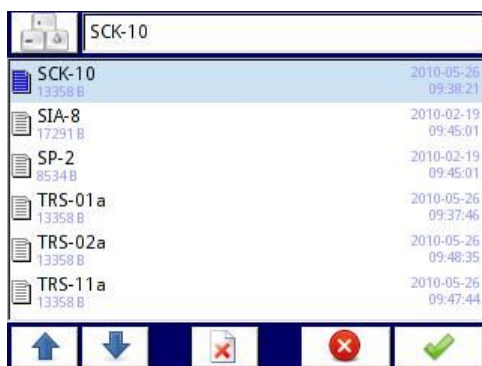 SCK-10
SCK-10
2010-05-26
13358 B
09:38:21
SIA-8
2010-02-19
17291 B
09:45:01
SP-2
2010-02-19
8534 B
09:45:01
TRS-01a
2010-05-26
13358 B
09:37:46
TRS-02a
2010-05-26
13358 B
09:48:35
TRS-11a
2010-05-26
13358 B
09:47:44